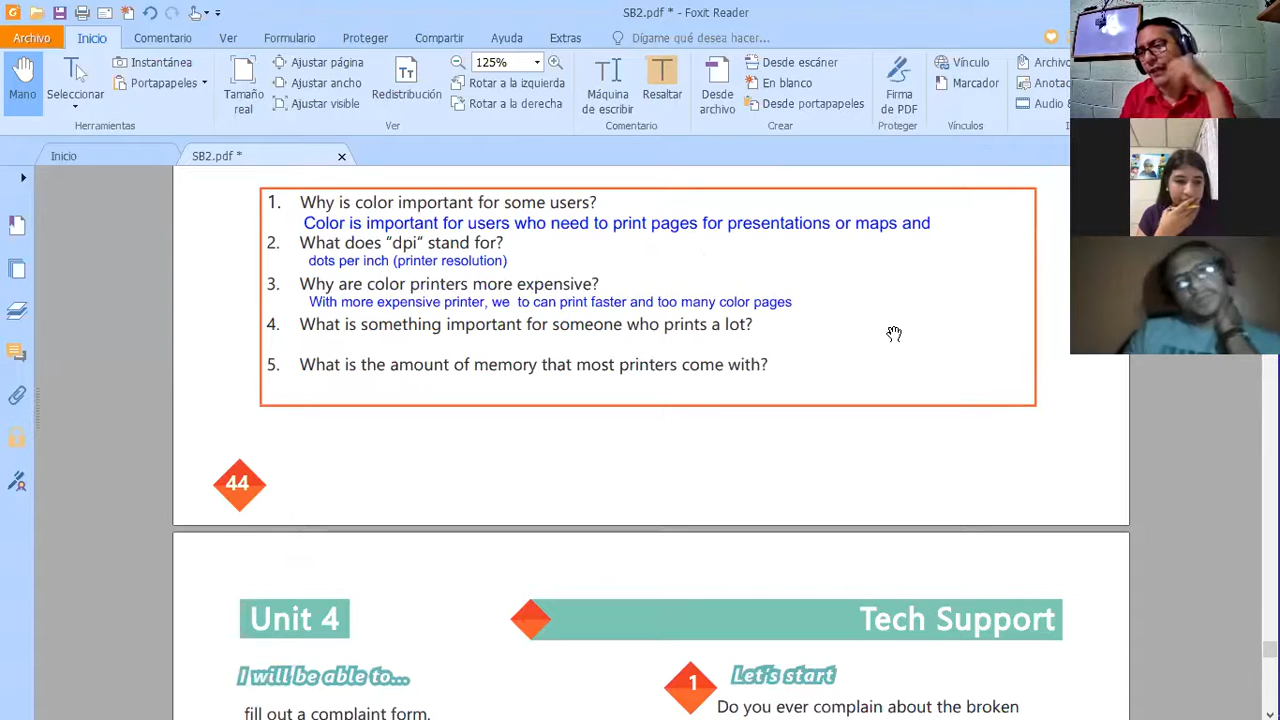 SB2.pdf * - Foxit Reader
Archivo
Inicio
Comentario
Ver
Formulario
Proteger
Compartir
Ayuda
Extras
Dígame qué desea hacer...
Mano
Seleccionar
Instantánea
Portapapeles
Herramientas
Tamaño real
Ajustar página
Ajustar ancho
Ajustar visible
Redistribución
125%
Rotar a la izquierda
Rotar a la derecha
Ver
Máquina de escribir
Resaltar
Comentario
Desde archivo
Desde escáner
En blanco
Desde portapapeles
Crear
Firma de PDF
Proteger
Vínculo
Marcador
Vínculos
Archivo
Audio &
Inicio
SB2.pdf *
1. Why is color important for some users?
Color is important for users who need to print pages for presentations or maps and
2. What does "dpi" stand for?
dots per inch (printer resolution)
3. Why are color printers more expensive?
With more expensive printer, we to can print faster and too many color pages
4. What is something important for someone who prints a lot?
5. What is the amount of memory that most printers come with?
44
Unit 4
Tech Support
I will be able to...
fill out a complaint form.
1
Let's start
Do you ever complain about the broken